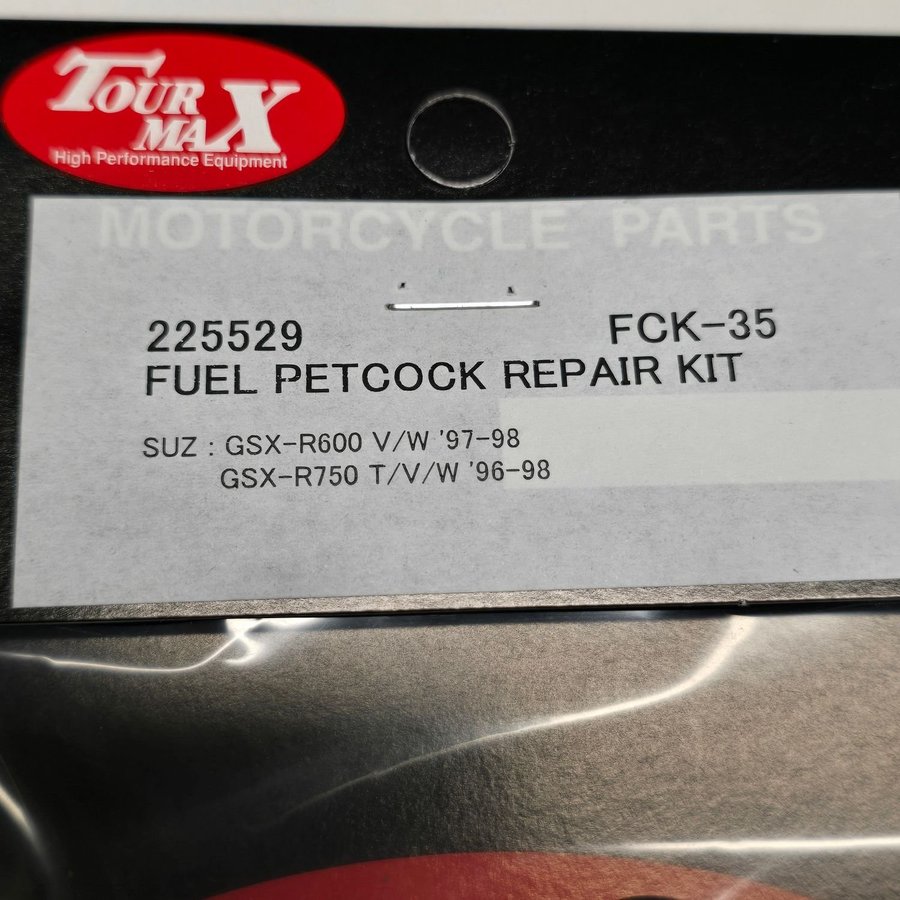 TOUR
MAX
High Performance Equipment
MOTORCYCLE PARTS
225529 FCK-35
FUEL PETCOCK REPAIR KIT
SUZ : GSX-R600 V/W '97-98
GSX-R750 T/V/W '96-98